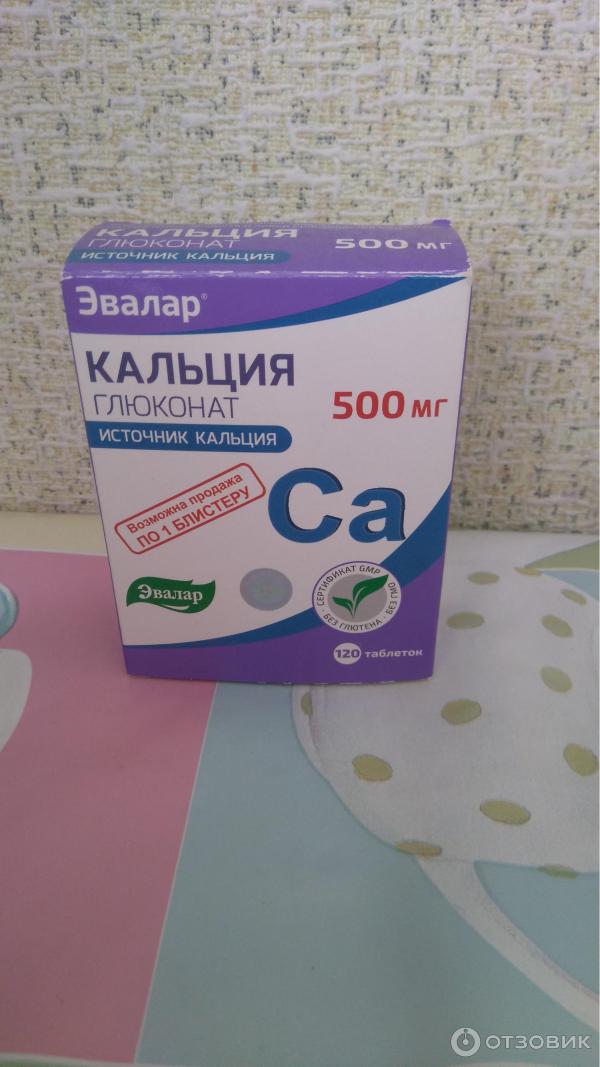 КАЛЬЦИЯ
ГЛЮКОНАТ
500 мг
ИСТОЧНИК КАЛЬЦИЯ
Эвалар®
КАЛЬЦИЯ
ГЛЮКОНАТ
500 мг
ИСТОЧНИК КАЛЬЦИЯ
Возможна продажа
ПО 1 БЛИСТЕРУ
Ca
Эвалар
СЕРТИФИКАТ GMP · БЕЗ ГМО · БЕЗ ГЛЮТЕНА ·
120 таблеток
ОТЗОВИК